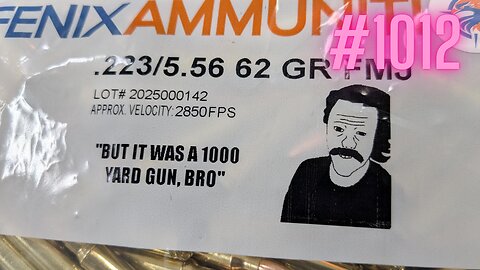 FENIX AMMUNITI
#1012
.223/5.56 62 GR FMJ
LOT# 2025000142
APPROX. VELOCITY: 2850FPS
"BUT IT WAS A 1000
YARD GUN, BRO"